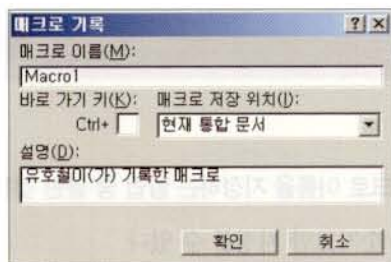 매크로 기록
매크로 이름(M):
Macro1
바로 가기 키(K): 매크로 저장 위치(I):
Ctrl+ 현재 통합 문서
설명(D):
유호철이(가) 기록한 매크로
확인 취소